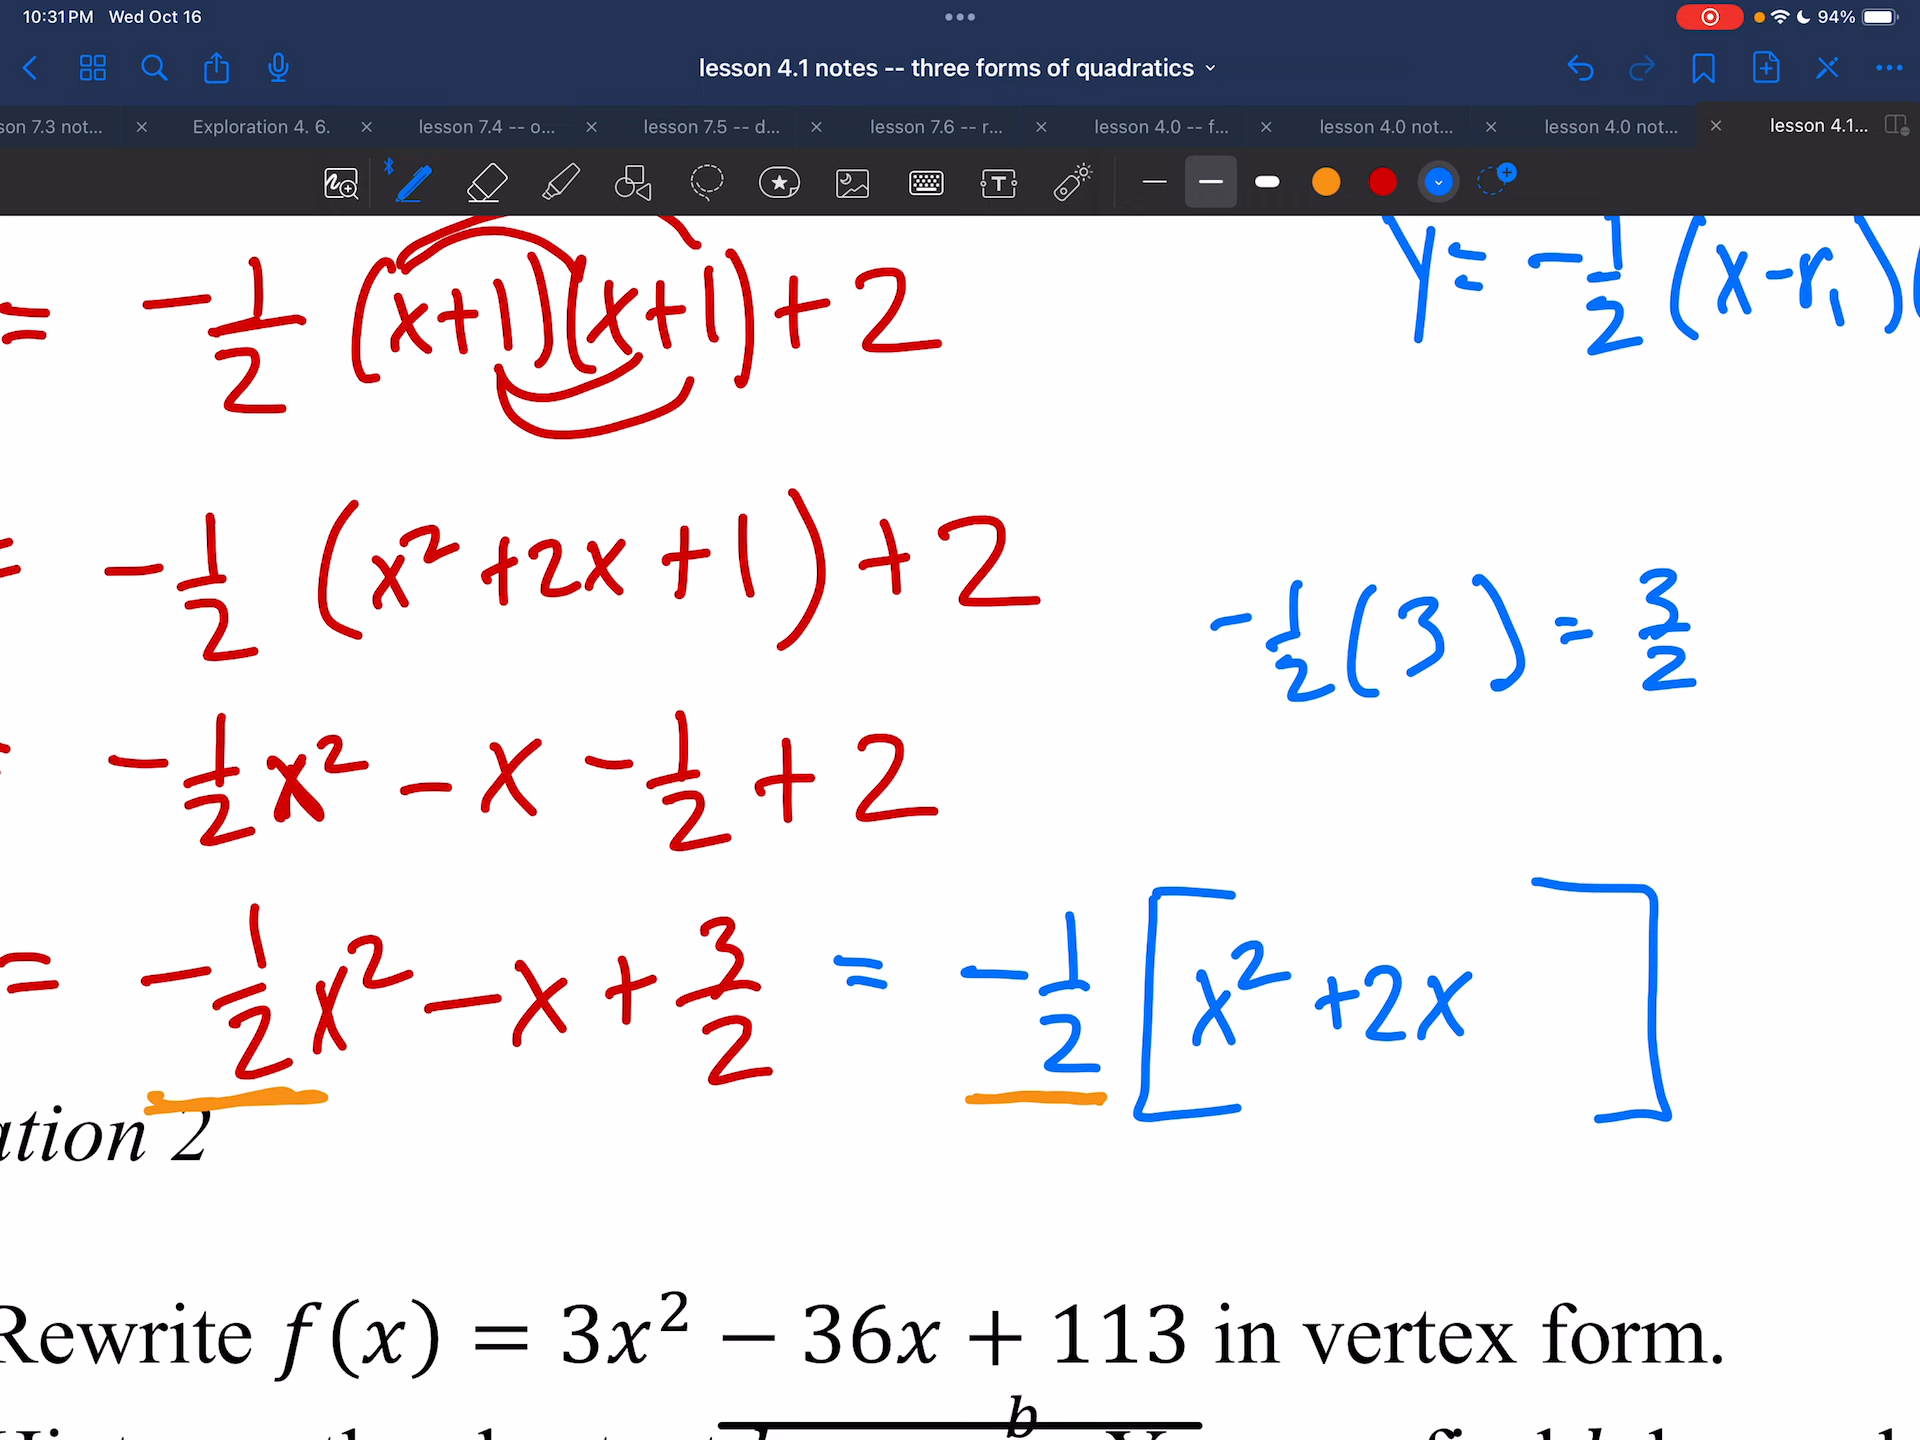 10:31 PM Wed Oct 16 94%
lesson 4.1 notes -- three forms of quadratics
son 7.3 not... Exploration 4. 6. lesson 7.4 -- o... lesson 7.5 -- d... lesson 7.6 -- r... lesson 4.0 -- f... lesson 4.0 not... lesson 4.0 not... lesson 4.1...
= -1/2 (x+1)(x+1) + 2
y = -1/2 (x-r₁)(
= -1/2 (x² + 2x + 1) + 2
-1/2 (3) = 3/2
-1/2 x² - x - 1/2 + 2
= -1/2 x² - x + 3/2 = -1/2 [x² + 2x ]
ation 2
Rewrite f(x) = 3x² − 36x + 113 in vertex form.
b